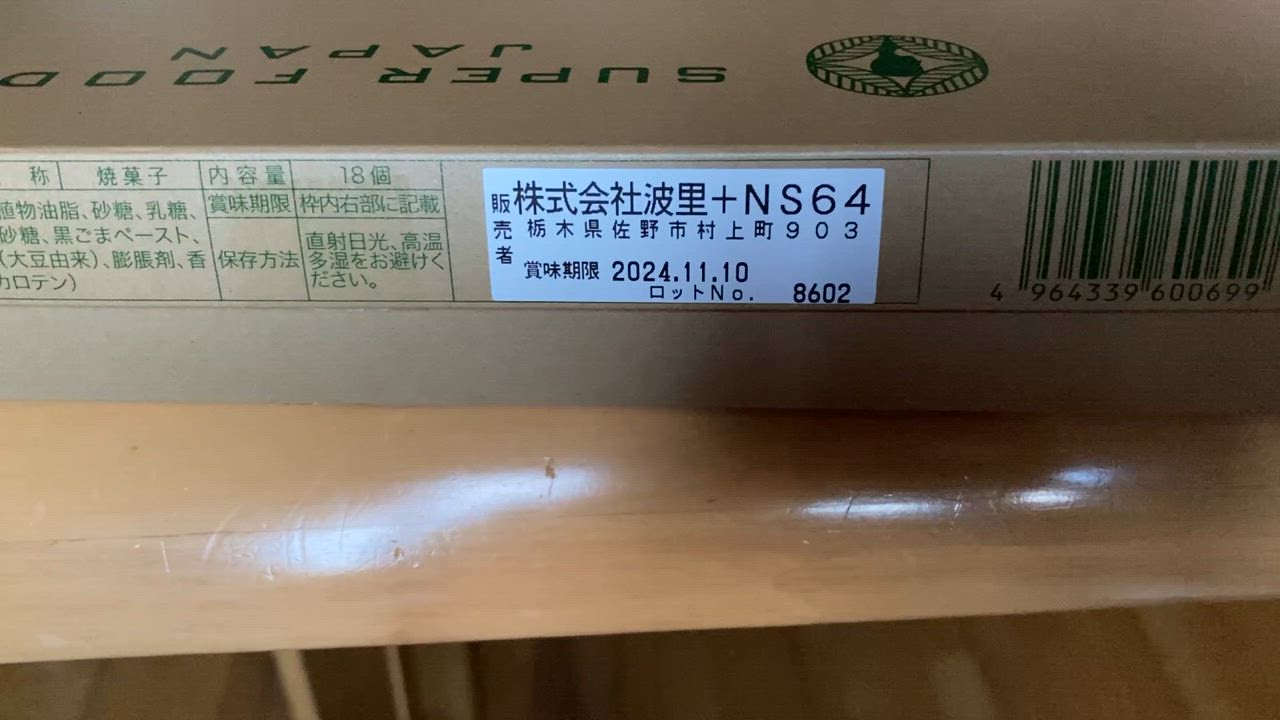 SUPER FOOD
JAPAN
称 焼菓子 内容量 18個
植物油脂、砂糖、乳糖、
砂糖、黒ごまペースト、
(大豆由来)、膨脹剤、香
カロテン)
賞味期限 枠内右部に記載
保存方法 直射日光、高温
多湿をお避けく
ださい。
販売者 株式会社波里+NS64
栃木県佐野市村上町903
賞味期限 2024.11.10
ロットNo. 8602
4 964339 600699